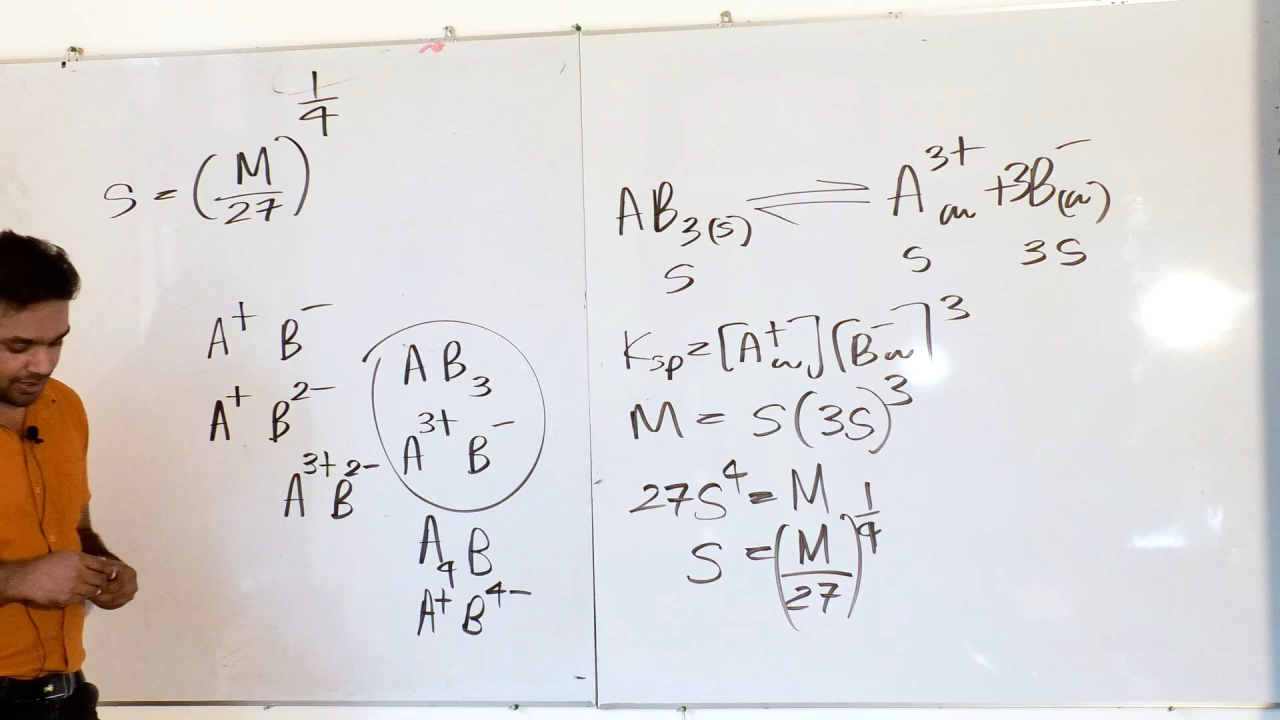 S = (M/27)^1/4
A⁺ B⁻
A⁺ B²⁻
A³⁺ B²⁻
AB₃
A³⁺ B⁻
A₄B
A⁺ B⁴⁻
AB₃(s) ⇌ A³⁺(aq) + 3B⁻(aq)
S S 3S
Ksp = [A⁺(aq)] [B⁻(aq)]³
M = S(3S)³
27S⁴ = M
S = (M/27)^1/4